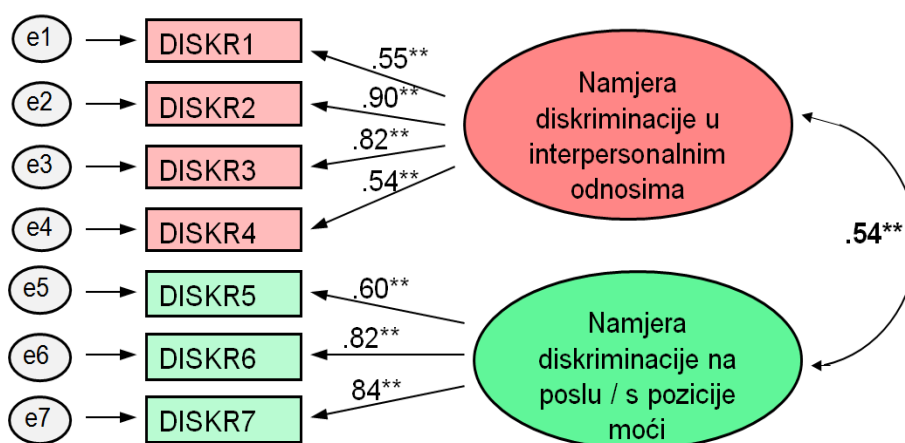 e1
DISKR1
.55**
e2
DISKR2
.90**
e3
DISKR3
.82**
e4
DISKR4
.54**
Namjera
diskriminacije u
interpersonalnim
odnosima
.54**
e5
DISKR5
.60**
e6
DISKR6
.82**
e7
DISKR7
84**
Namjera
diskriminacije na
poslu / s pozicije
moći